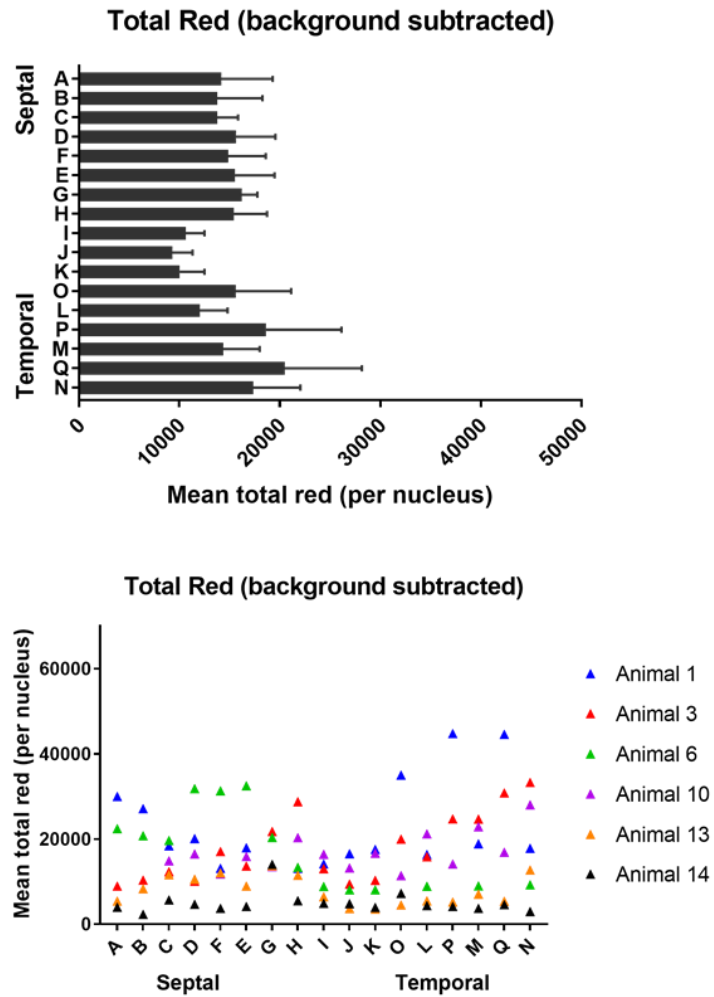 Total Red (background subtracted)
Septal
A
B
C
D
F
E
G
H
I
J
K
O
L
P
M
Q
N
Temporal
0
10000
20000
30000
40000
50000
Mean total red (per nucleus)
Total Red (background subtracted)
Mean total red (per nucleus)
60000
40000
20000
0
A B C D F E G H I J K O L P M Q N
Septal Temporal
Animal 1
Animal 3
Animal 6
Animal 10
Animal 13
Animal 14